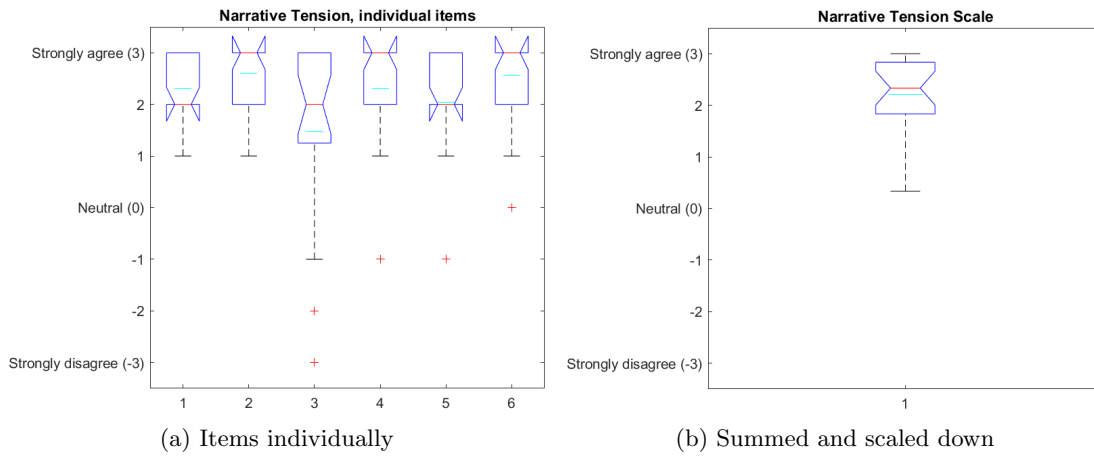 Narrative Tension, individual items
Strongly agree (3)
2
1
Neutral (0)
-1
-2
Strongly disagree (-3)
1 2 3 4 5 6
(a) Items individually
Narrative Tension Scale
Strongly agree (3)
2
1
Neutral (0)
-1
-2
Strongly disagree (-3)
1
(b) Summed and scaled down